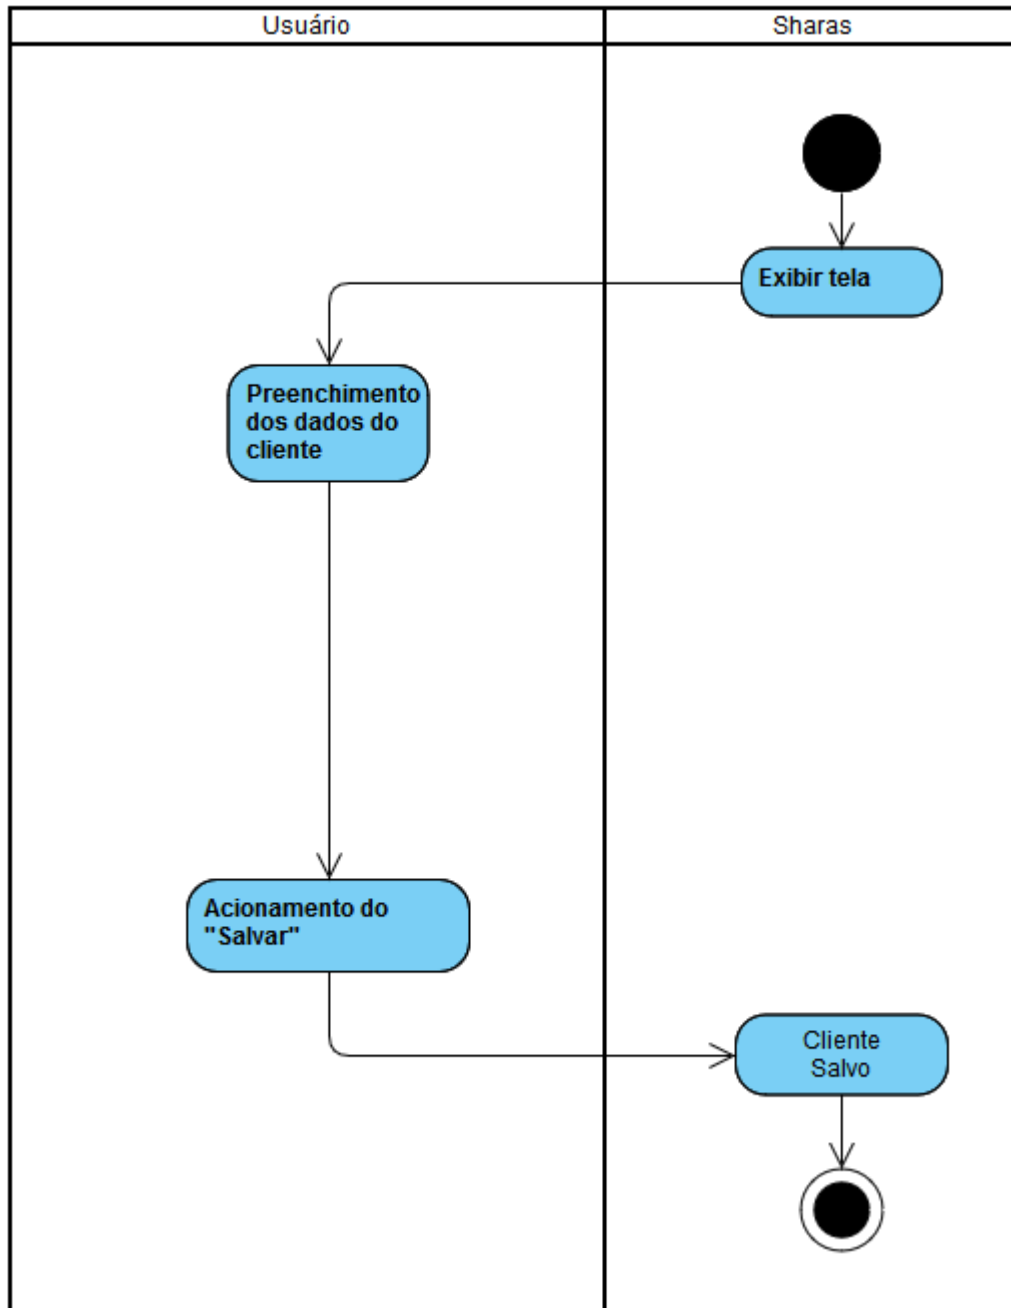 Usuário
Sharas
Exibir tela
Preenchimento
dos dados do
cliente
Acionamento do
"Salvar"
Cliente
Salvo